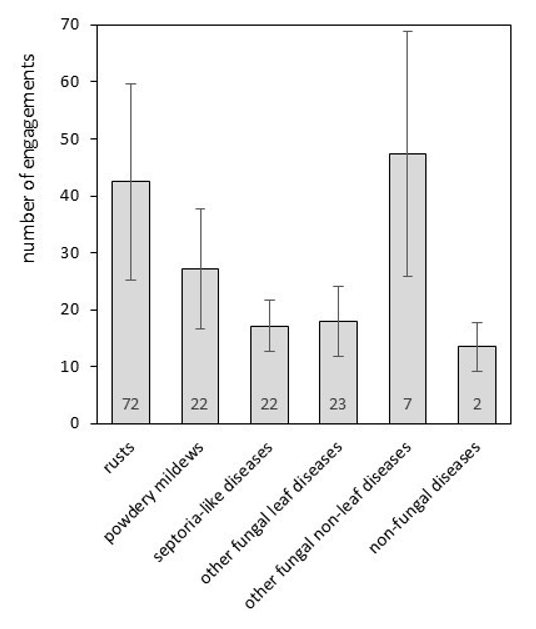 number of engagements
70
60
50
40
30
20
10
0
72
22
22
23
7
2
rusts
powdery mildews
septoria-like diseases
other fungal leaf diseases
other fungal non-leaf diseases
non-fungal diseases